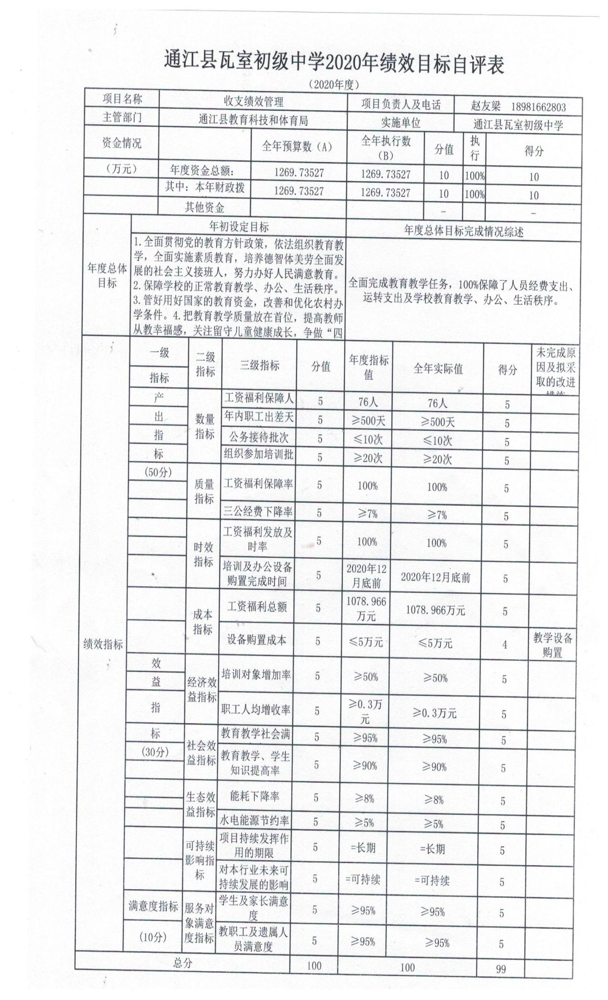 通江县瓦室初级中学2020年绩效目标自评表
（2020年度）
项目名称 收支绩效管理 项目负责人及电话 赵友梁 18981662803
主管部门 通江县教育科技和体育局 实施单位 通江县瓦室初级中学
资金情况 全年预算数（A） 全年执行数（B） 分值 执行 得分
（万元） 年度资金总额： 1269.73527 1269.73527 10 100% 10
其中：本年财政拨 1269.73527 1269.73527 10 100% 10
其他资金 - -
年度总体目标 年初设定目标 年度总体目标完成情况综述
1.全面贯彻党的教育方针政策，依法组织教育教
学，全面实施素质教育，培养德智体美劳全面发
展的社会主义接班人，努力办好人民满意教育。
2.保障学校的正常教育教学、办公、生活秩序。
3.管好用好国家的教育资金，改善和优化农村办
学条件。4.把教育教学质量放在首位，提高教师
从教幸福感，关注留守儿童健康成长，争做“四
全面完成教育教学任务，100%保障了人员经费支出、
运转支出及学校教育教学、办公、生活秩序。
绩效指标
一级指标 二级指标 三级指标 分值 年度指标值 全年实际值 得分 未完成原因及拟采取的改进措施
产出指标（50分）
数量指标 工资福利保障人 5 76人 76人 5
年内职工出差天 5 ≥500天 ≥500天 5
公务接待批次 5 ≤10次 ≤10次 5
组织参加培训批 5 ≥20次 ≥20次 5
质量指标 工资福利保障率 5 100% 100% 5
三公经费下降率 5 ≥7% ≥7% 5
时效指标 工资福利发放及时率 5 100% 100% 5
培训及办公设备购置完成时间 5 2020年12月底前 2020年12月底前 5
成本指标 工资福利总额 5 1078.966万元 1078.966万元 5
设备购置成本 5 ≤5万元 ≤5万元 4 教学设备购置
效益指标（30分）
经济效益指标 培训对象增加率 5 ≥50% ≥50% 5
职工人均增收率 5 ≥0.3万元 ≥0.3万元 5
社会效益指标 教育教学社会满 5 ≥95% ≥95% 5
教育教学、学生知识提高率 5 ≥90% ≥90% 5
生态效益指标 能耗下降率 5 ≥8% ≥8% 5
水电能源节约率 5 ≥5% ≥5% 5
可持续影响指标 项目持续发挥作用的期限 5 =长期 =长期 5
对本行业未来可持续发展的影响 5 =可持续 =可持续 5
满意度指标（10分）
服务对象满意度指标 学生及家长满意度 5 ≥95% ≥95% 5
教职工及遗属人员满意度 5 ≥95% ≥95% 5
总分 100 100 99